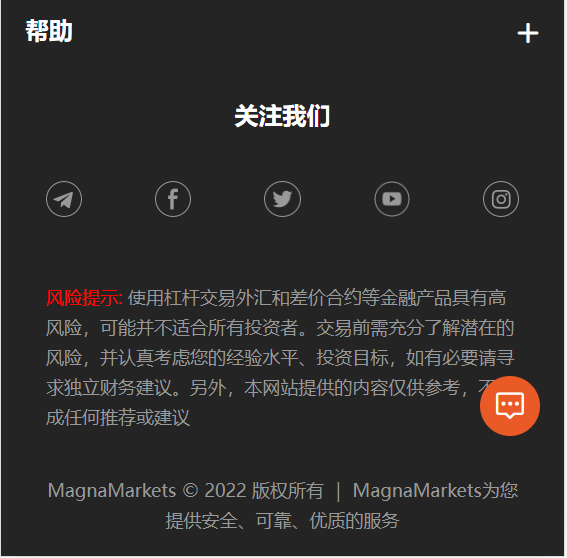 帮助
关注我们
风险提示: 使用杠杆交易外汇和差价合约等金融产品具有高
风险，可能并不适合所有投资者。交易前需充分了解潜在的
风险，并认真考虑您的经验水平、投资目标，如有必要请寻
求独立财务建议。另外，本网站提供的内容仅供参考，不
成任何推荐或建议
MagnaMarkets © 2022 版权所有 ｜ MagnaMarkets为您
提供安全、可靠、优质的服务